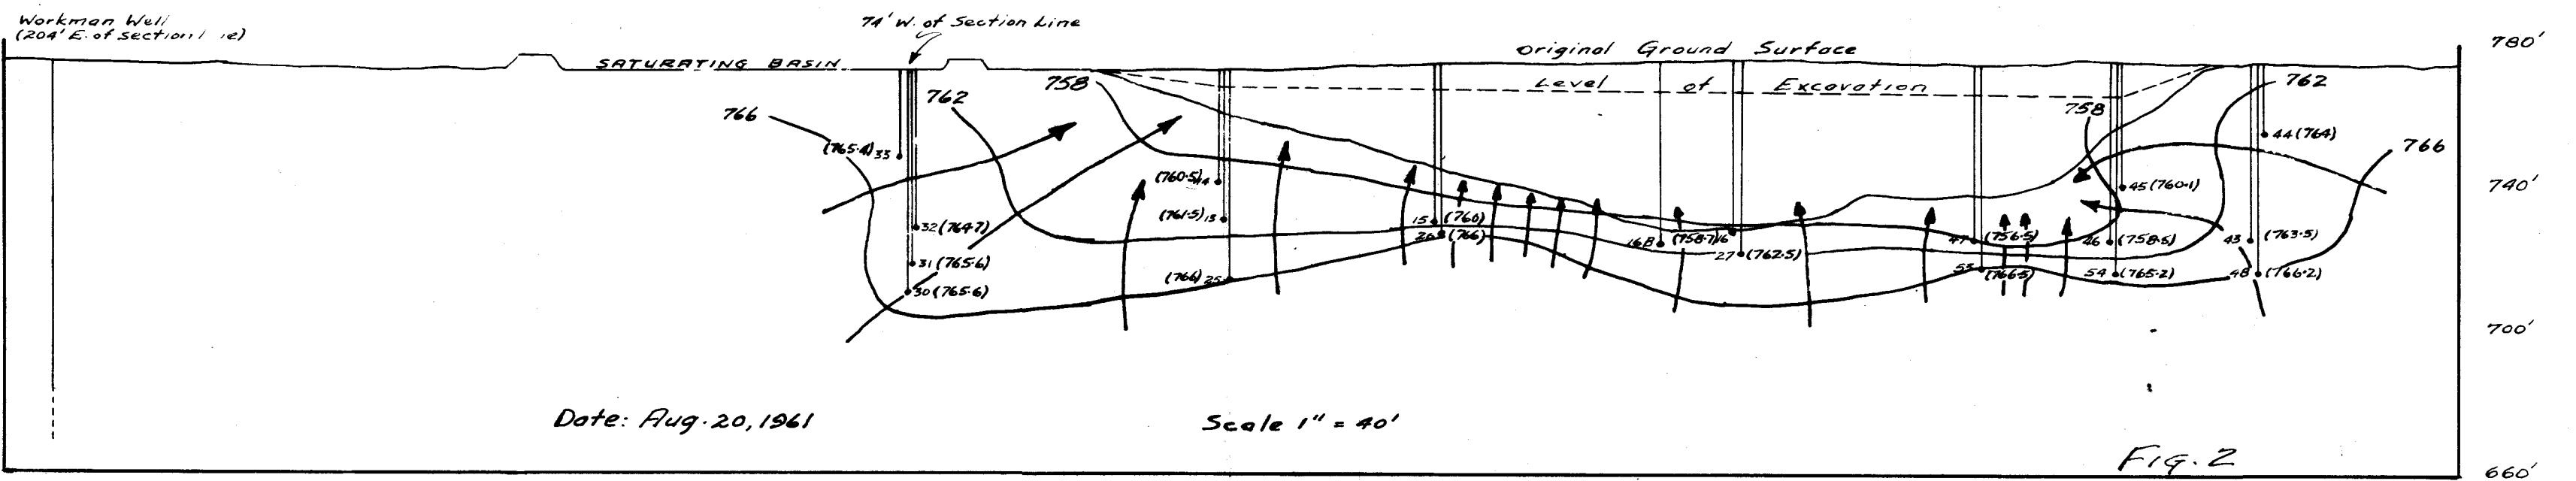 Workman Well
(204' E. of section
74' W. of Section Line
Original Ground Surface
780'
SATURATING BASIN
Level of Excavation
766
762
758
758
762
766
(765.4) 33
44 (764)
(760.5) 14
45 (760.1)
740'
(761.5) 13
15 (760)
32 (764.7)
26 (766)
16B (758.7) 16
47 (756.5)
46 (758.5)
43 (763.5)
31 (765.6)
27 (762.5)
(766) 25
53 (766.5)
54 (765.2)
48 (766.2)
30 (765.6)
700'
Date: Aug. 20, 1961
Scale 1" = 40'
FIG. 2
660'